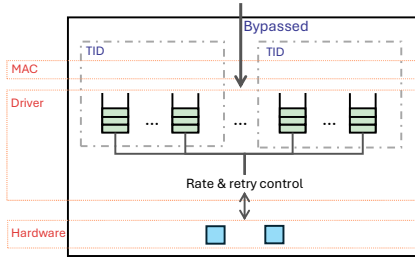 Bypassed
TID
TID
MAC
Driver
...
...
...
Rate & retry control
Hardware